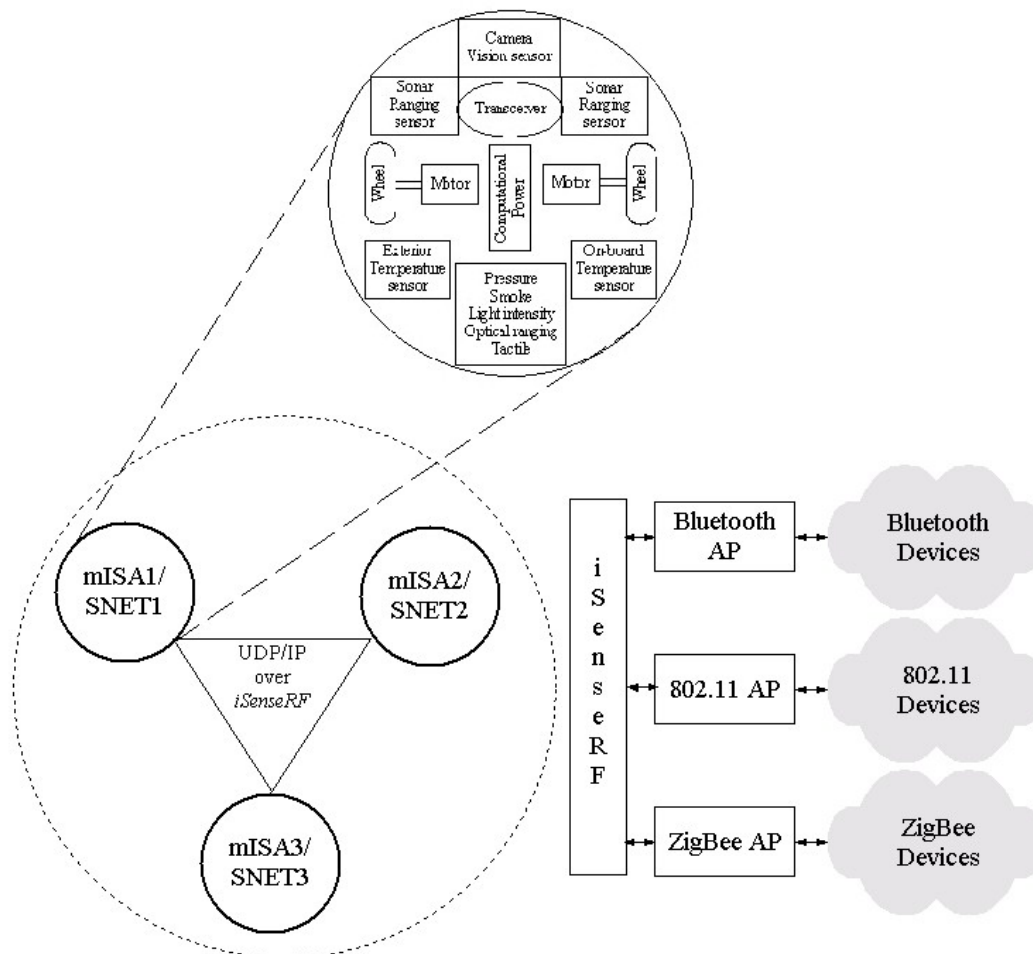 Camera
Vision sensor
Sonar
Ranging
sensor
Transceiver
Sonar
Ranging
sensor
Wheel
Motor
Computational
Power
Motor
Wheel
Exterior
Temperature
sensor
On-board
Temperature
sensor
Pressure
Smoke
Light intensity
Optical ranging
Tactile
mISA1/
SNET1
mISA2/
SNET2
UDP/IP
over
iSenseRF
mISA3/
SNET3
iSenseRF
Bluetooth
AP
Bluetooth
Devices
802.11 AP
802.11
Devices
ZigBee AP
ZigBee
Devices